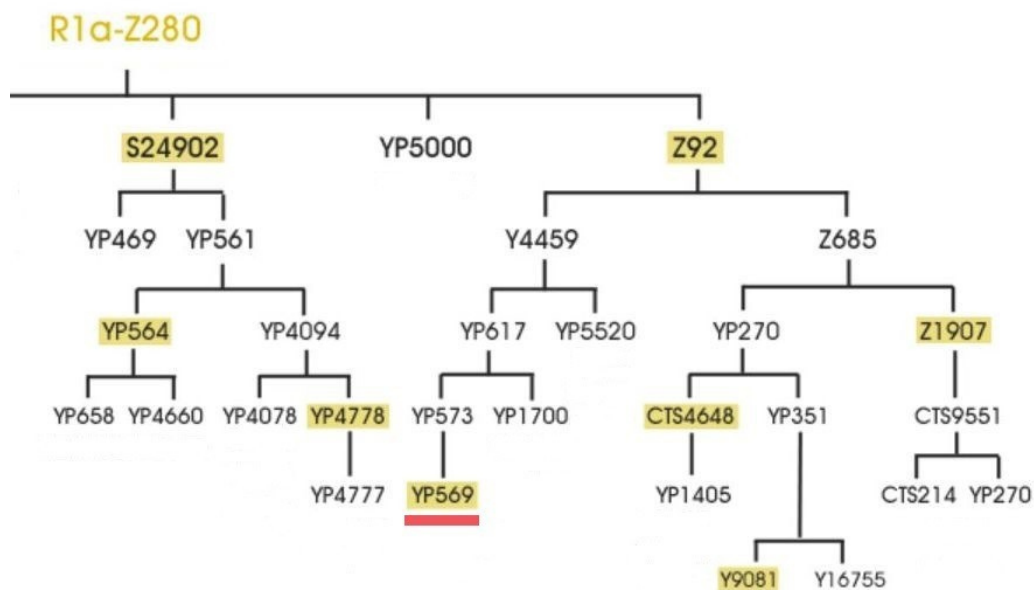 R1a-Z280
S24902 YP5000 Z92
YP469 YP561 Y4459 Z685
YP564 YP4094 YP617 YP5520 YP270 Z1907
YP658 YP4660 YP4078 YP4778 YP573 YP1700 CTS4648 YP351 CTS9551
YP4777 YP569 YP1405 CTS214 YP270
Y9081 Y16755